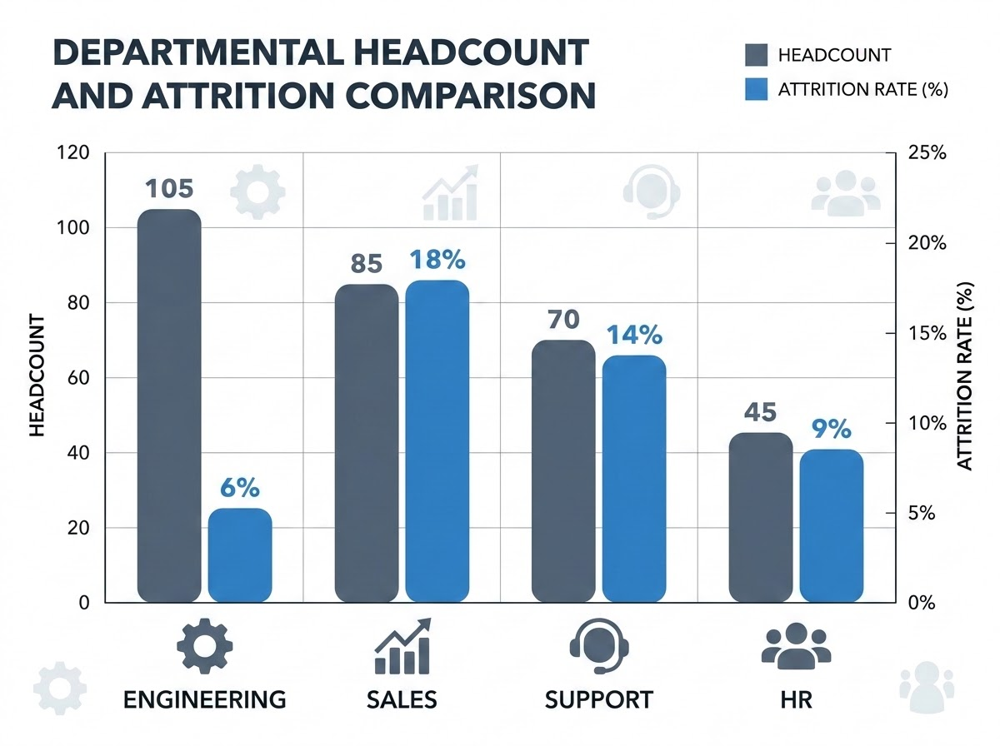 DEPARTMENTAL HEADCOUNT
AND ATTRITION COMPARISON
HEADCOUNT
ATTRITION RATE (%)
120
100
80
60
40
20
0
HEADCOUNT
105
6%
85
18%
70
14%
45
9%
25%
20%
15%
10%
5%
0%
ATTRITION RATE (%)
ENGINEERING
SALES
SUPPORT
HR